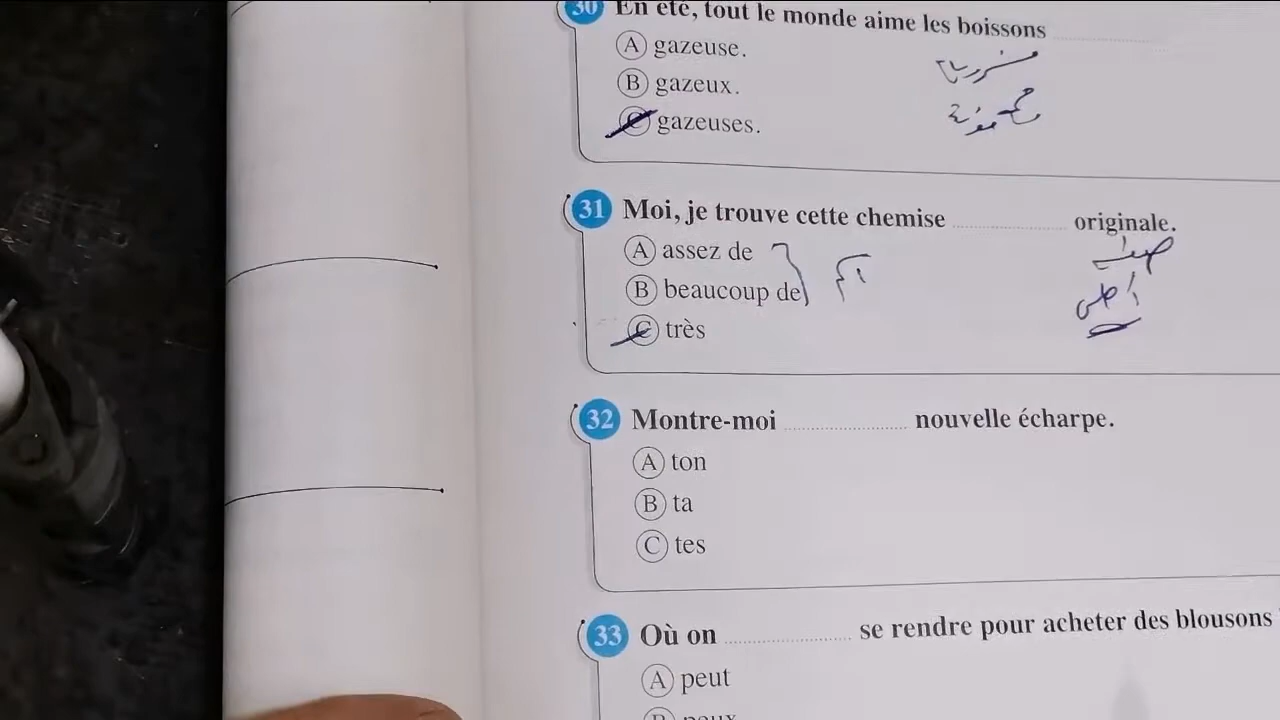 30 En été, tout le monde aime les boissons ....................
A gazeuse.
B gazeux.
C gazeuses.
31 Moi, je trouve cette chemise .................... originale.
A assez de
B beaucoup de
C très
32 Montre-moi .................... nouvelle écharpe.
A ton
B ta
C tes
33 Où on .................... se rendre pour acheter des blousons
A peut
B peux